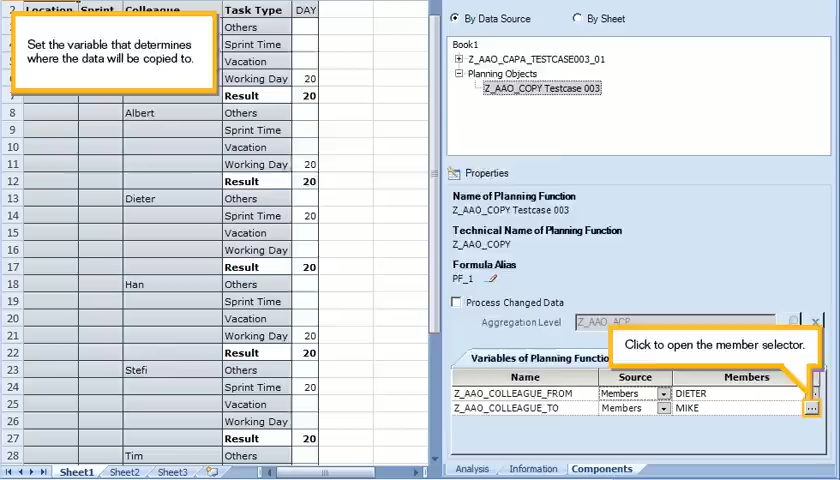 2 Location Sprint Colleague Task Type DAY
Others
Sprint Time
Vacation
Working Day 20
7 Result 20
Set the variable that determines
where the data will be copied to.
8 Albert Others
9 Sprint Time
10 Vacation
11 Working Day 20
12 Result 20
13 Dieter Others
14 Sprint Time 20
15 Vacation
16 Working Day
17 Result 20
18 Han Others
19 Sprint Time
20 Vacation
21 Working Day 20
22 Result 20
23 Stefi Others
24 Sprint Time 20
25 Vacation
26 Working Day
27 Result 20
28 Tim Others
Sheet1 Sheet2 Sheet3
By Data Source By Sheet
Book1
Z_AAO_CAPA_TESTCASE003_01
Planning Objects
Z_AAO_COPY Testcase 003
Properties
Name of Planning Function
Z_AAO_COPY Testcase 003
Technical Name of Planning Function
Z_AAO_COPY
Formula Alias
PF_1
Process Changed Data
Aggregation Level Z_AAO_ACP
Click to open the member selector.
Variables of Planning Functio
Name Source Members
Z_AAO_COLLEAGUE_FROM Members DIETER
Z_AAO_COLLEAGUE_TO Members MIKE ...
Analysis Information Components